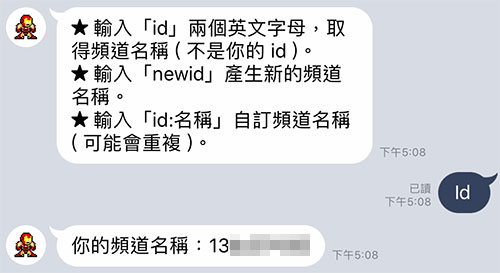 ★ 輸入「id」兩個英文字母，取
得頻道名稱 ( 不是你的 id )。
★ 輸入「newid」產生新的頻道
名稱。
★ 輸入「id:名稱」自訂頻道名稱
( 可能會重複 )。
下午5:08
已讀
下午5:08
Id
你的頻道名稱：13
下午5:08